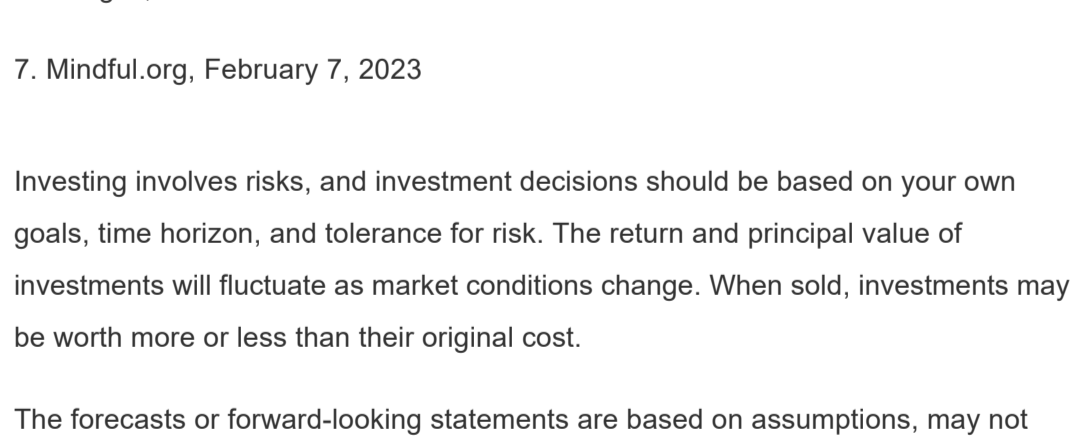 7. Mindful.org, February 7, 2023
Investing involves risks, and investment decisions should be based on your own
goals, time horizon, and tolerance for risk. The return and principal value of
investments will fluctuate as market conditions change. When sold, investments may
be worth more or less than their original cost.
The forecasts or forward-looking statements are based on assumptions, may not